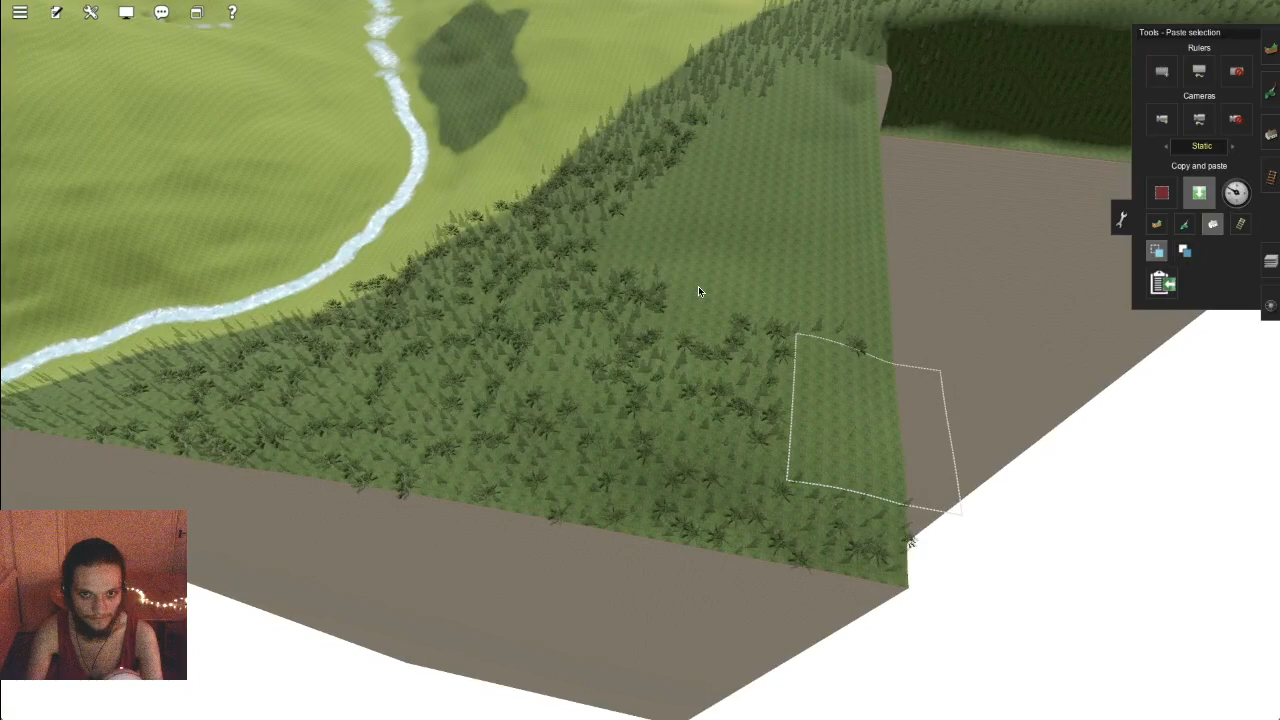 Tools - Paste selection
Rulers
Cameras
Static
Copy and paste